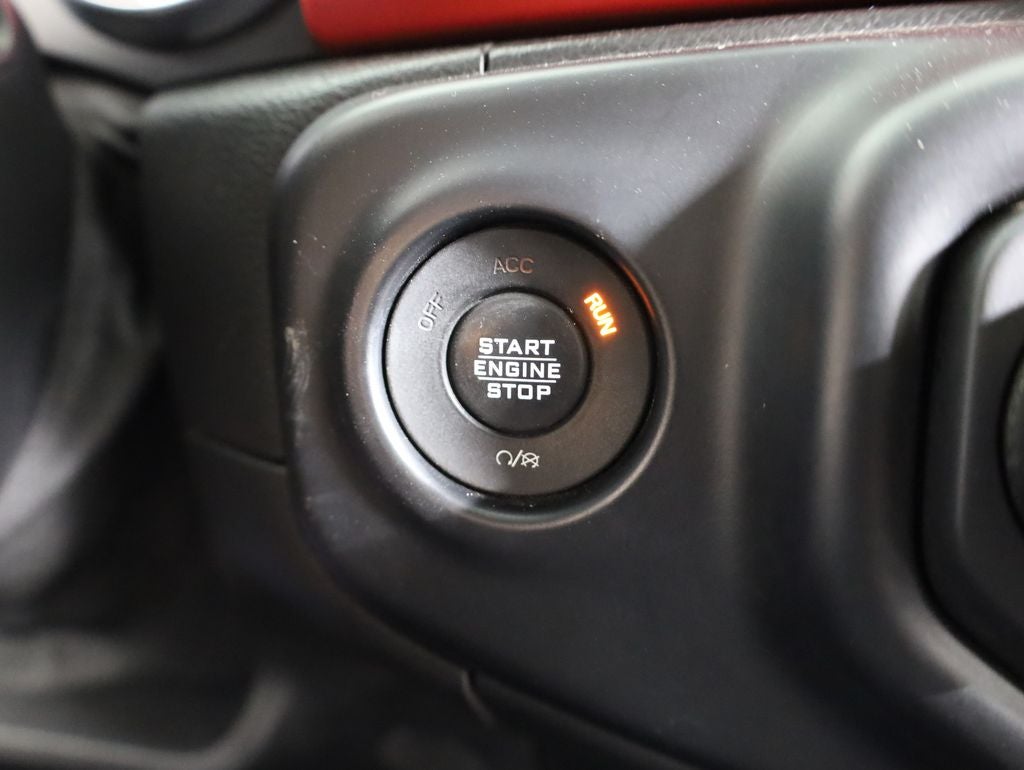 ACC
OFF
RUN
START
ENGINE
STOP